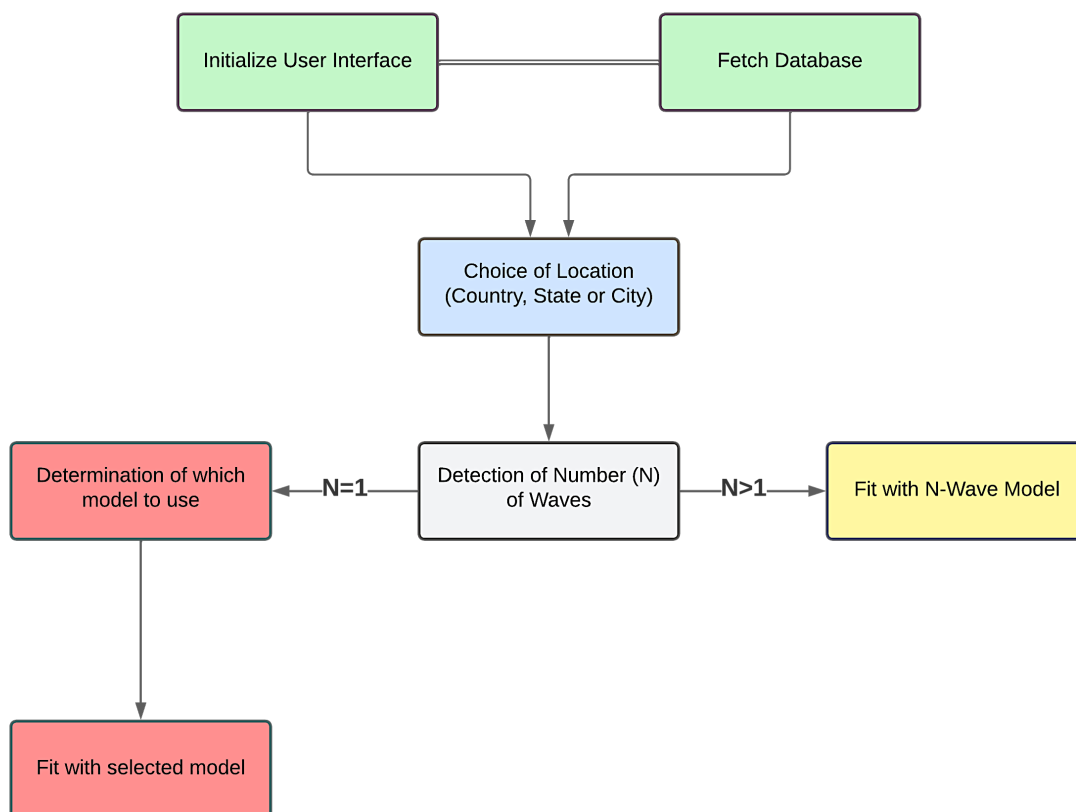 Initialize User Interface
Fetch Database
Choice of Location
(Country, State or City)
Determination of which
model to use
N=1
Detection of Number (N)
of Waves
N>1
Fit with N-Wave Model
Fit with selected model